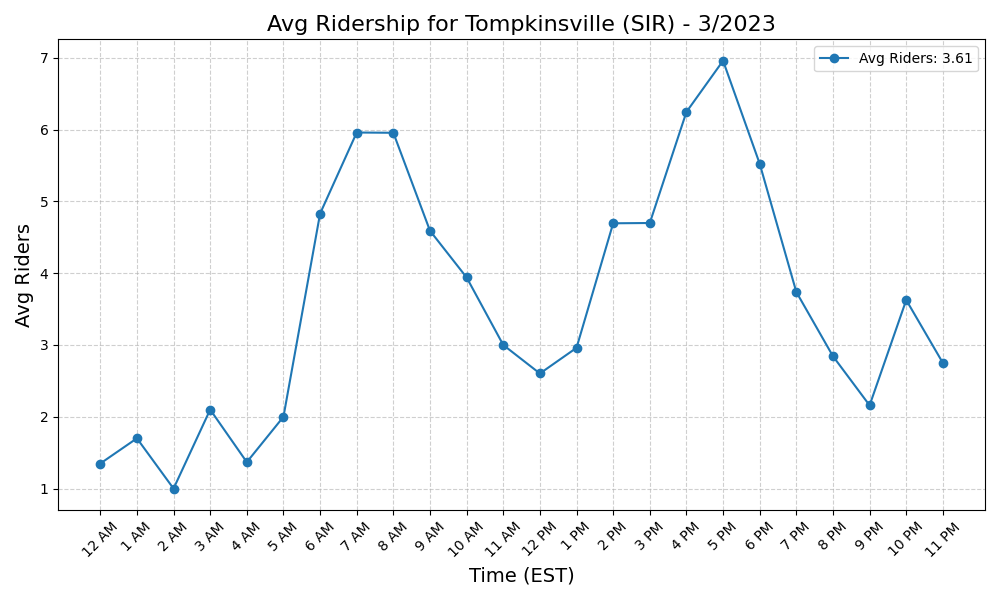 Avg Ridership for Tompkinsville (SIR) - 3/2023
Avg Riders: 3.61
7
6
5
4
3
2
1
Avg Riders
12 AM
1 AM
2 AM
3 AM
4 AM
5 AM
6 AM
7 AM
8 AM
9 AM
10 AM
11 AM
12 PM
1 PM
2 PM
3 PM
4 PM
5 PM
6 PM
7 PM
8 PM
9 PM
10 PM
11 PM
Time (EST)